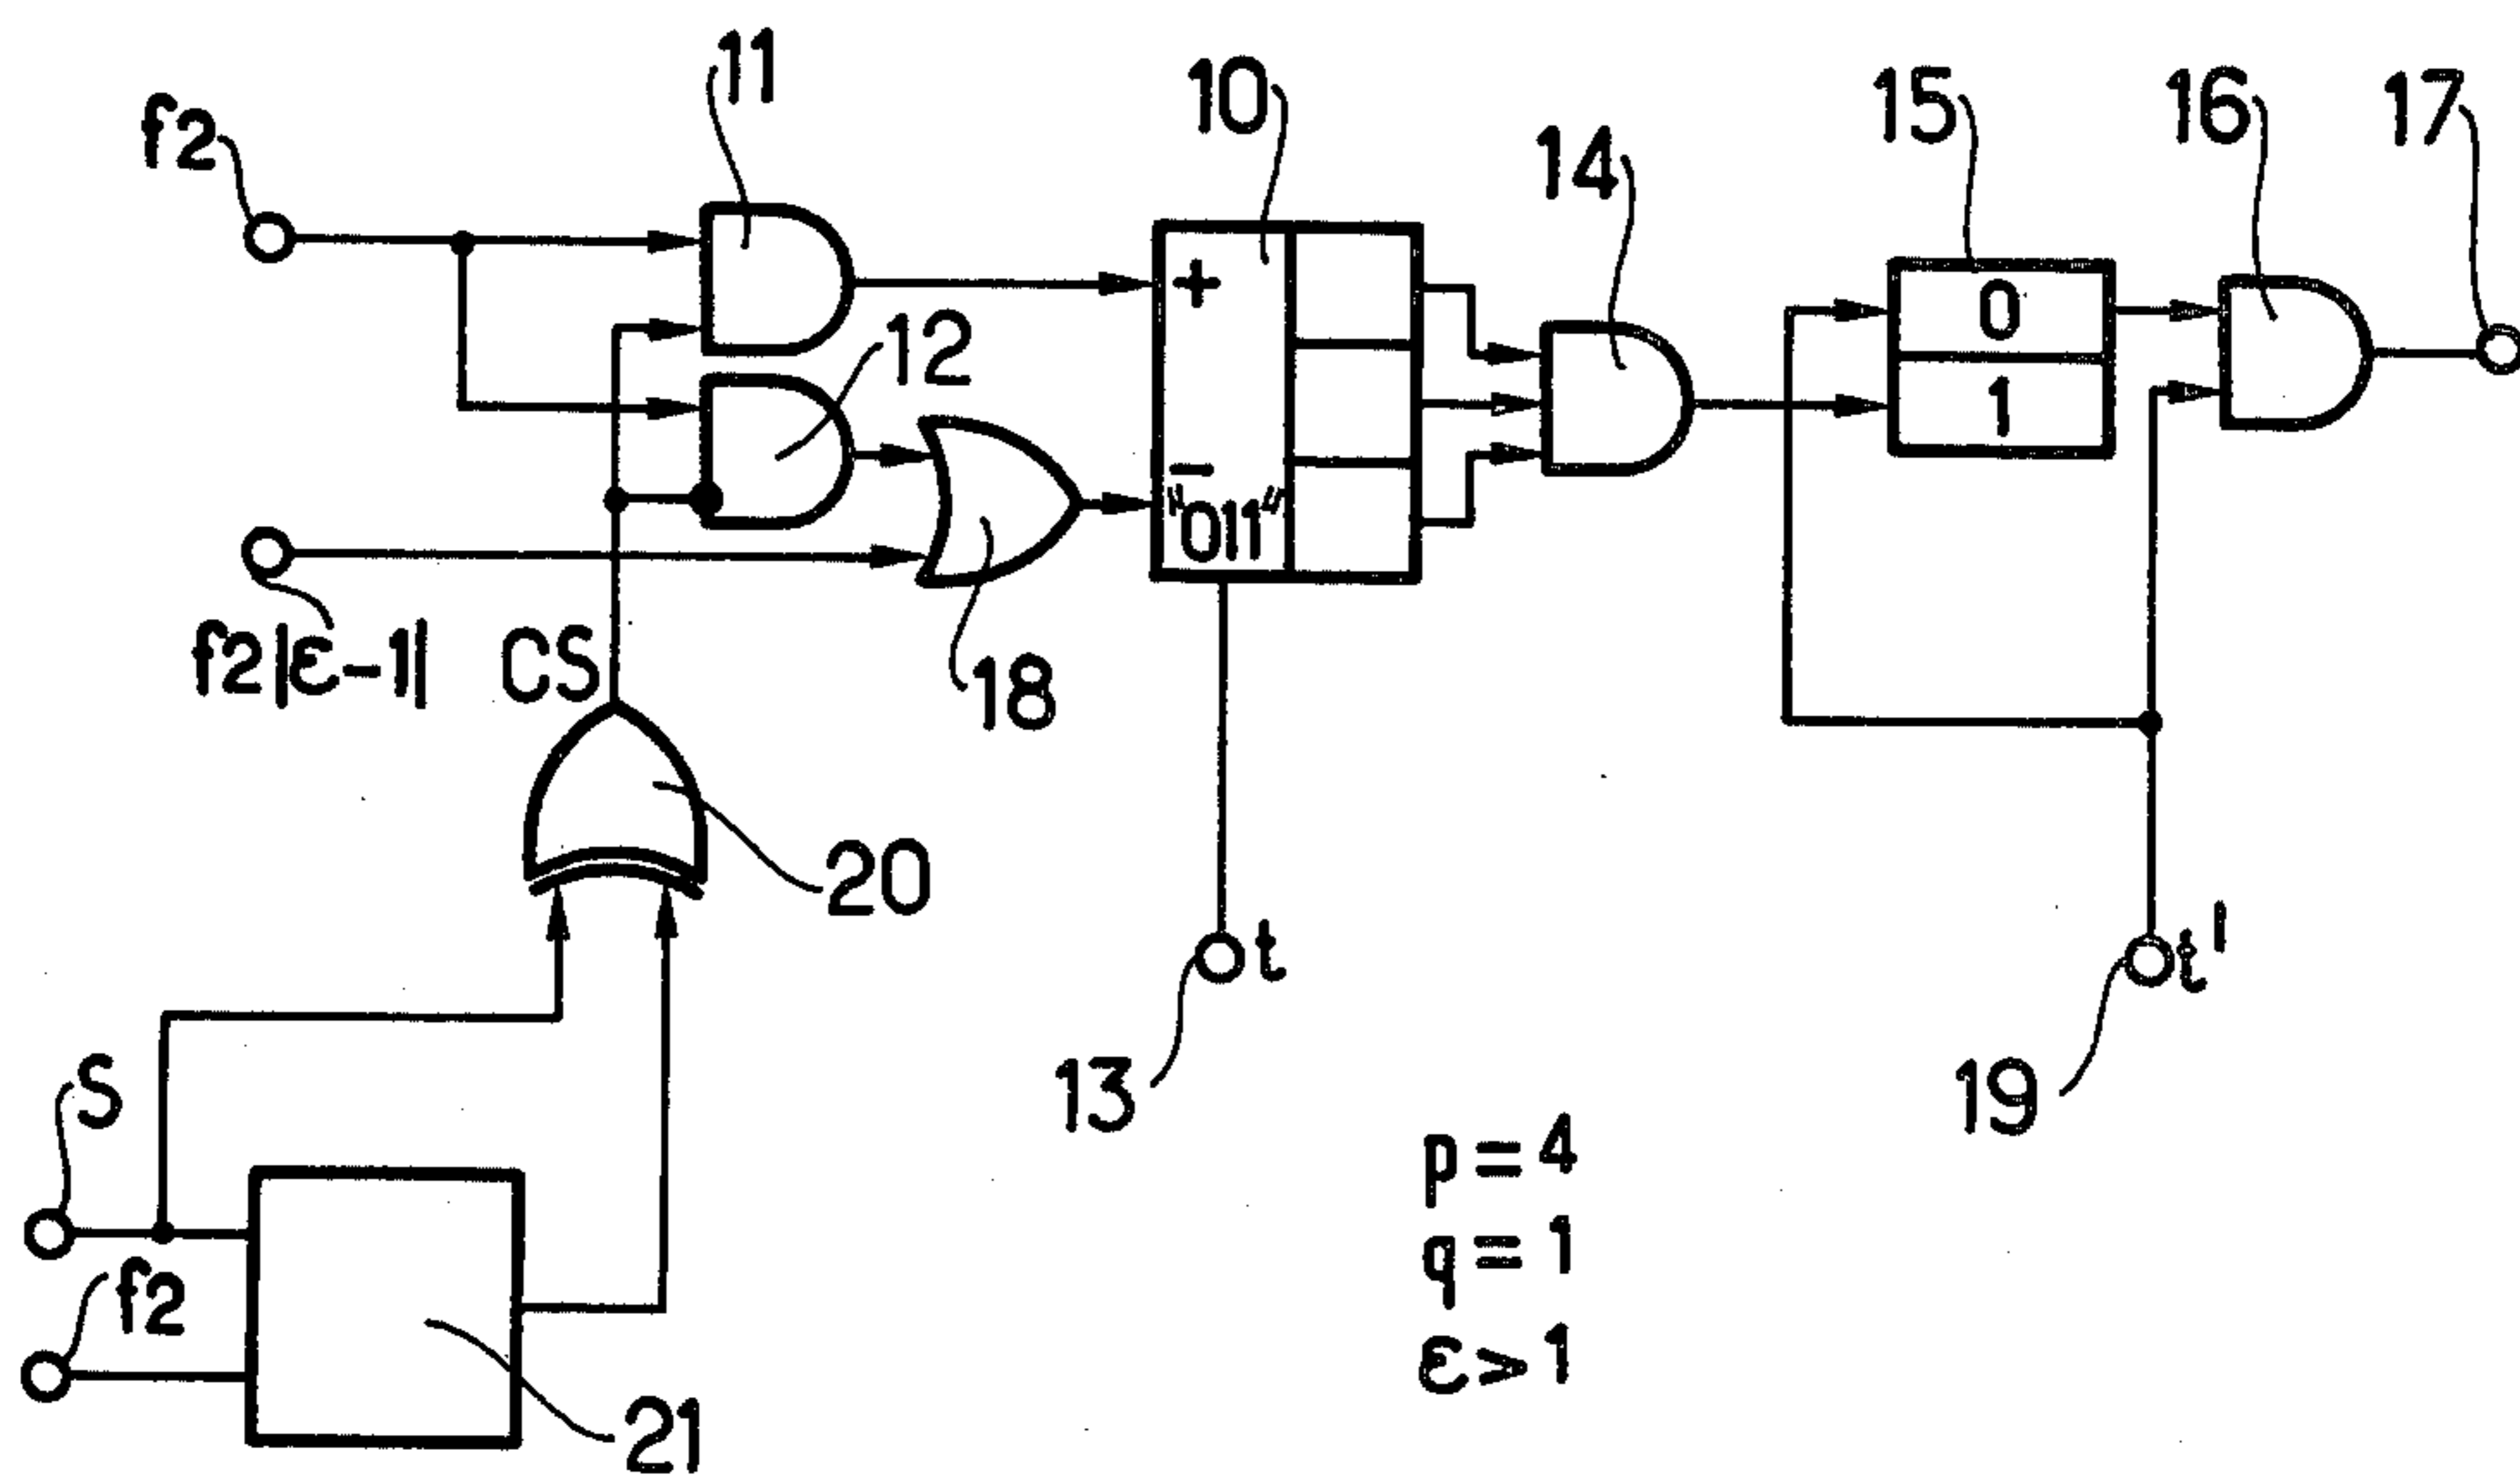 11
10
15
16
17
f2
14
+
0
12
1
–
"011"
f2|ε-1|
CS
18
20
t
t'
S
13
19
p = 4
f2
q = 1
ε > 1
21